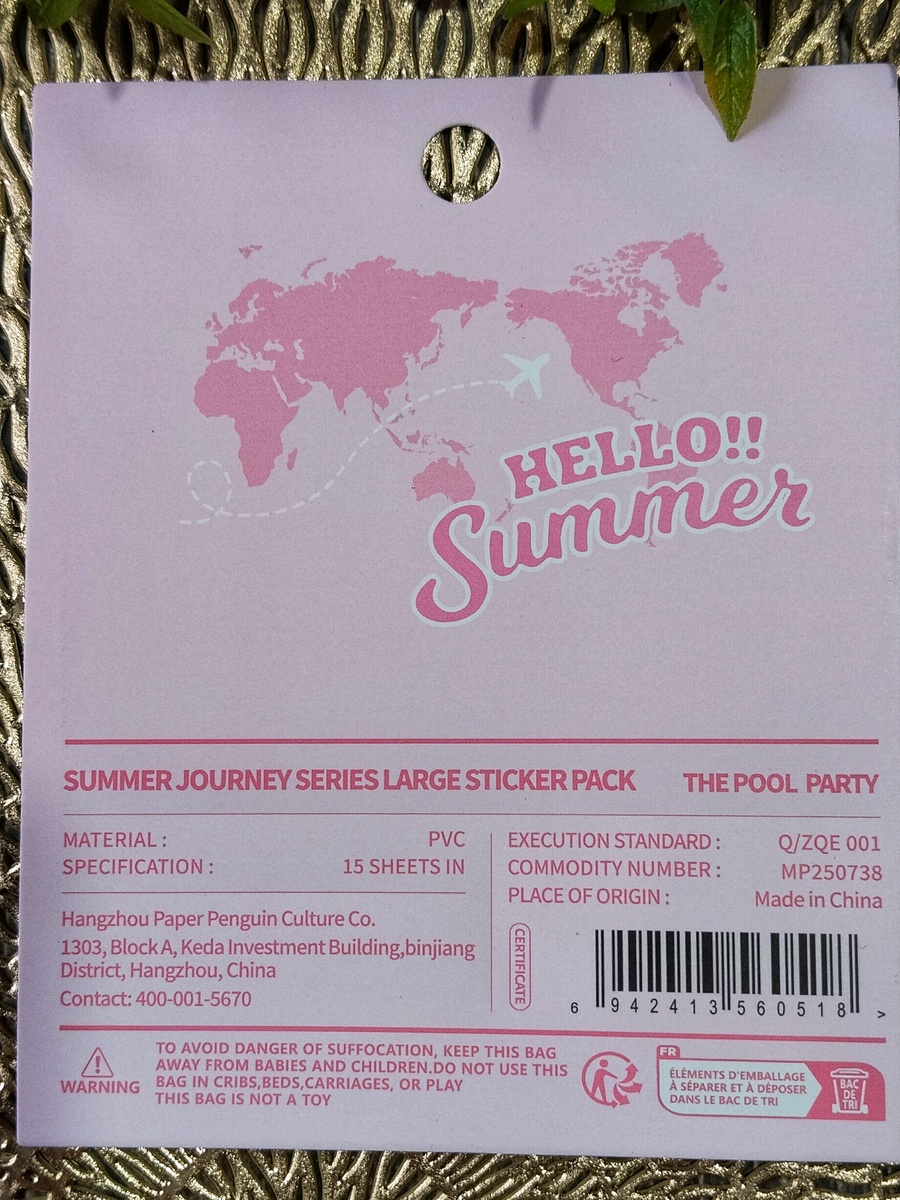 HELLO!!
Summer
SUMMER JOURNEY SERIES LARGE STICKER PACK THE POOL PARTY
MATERIAL : PVC
SPECIFICATION : 15 SHEETS IN
EXECUTION STANDARD : Q/ZQE 001
COMMODITY NUMBER : MP250738
PLACE OF ORIGIN : Made in China
Hangzhou Paper Penguin Culture Co.
1303, Block A, Keda Investment Building,binjiang
District, Hangzhou, China
Contact: 400-001-5670
CERTIFICATE
6 942413 560518 >
WARNING
TO AVOID DANGER OF SUFFOCATION, KEEP THIS BAG
AWAY FROM BABIES AND CHILDREN.DO NOT USE THIS
BAG IN CRIBS,BEDS,CARRIAGES, OR PLAY
THIS BAG IS NOT A TOY
FR
ÉLÉMENTS D'EMBALLAGE
À SÉPARER ET À DÉPOSER
DANS LE BAC DE TRI
BAC
DE
TRI